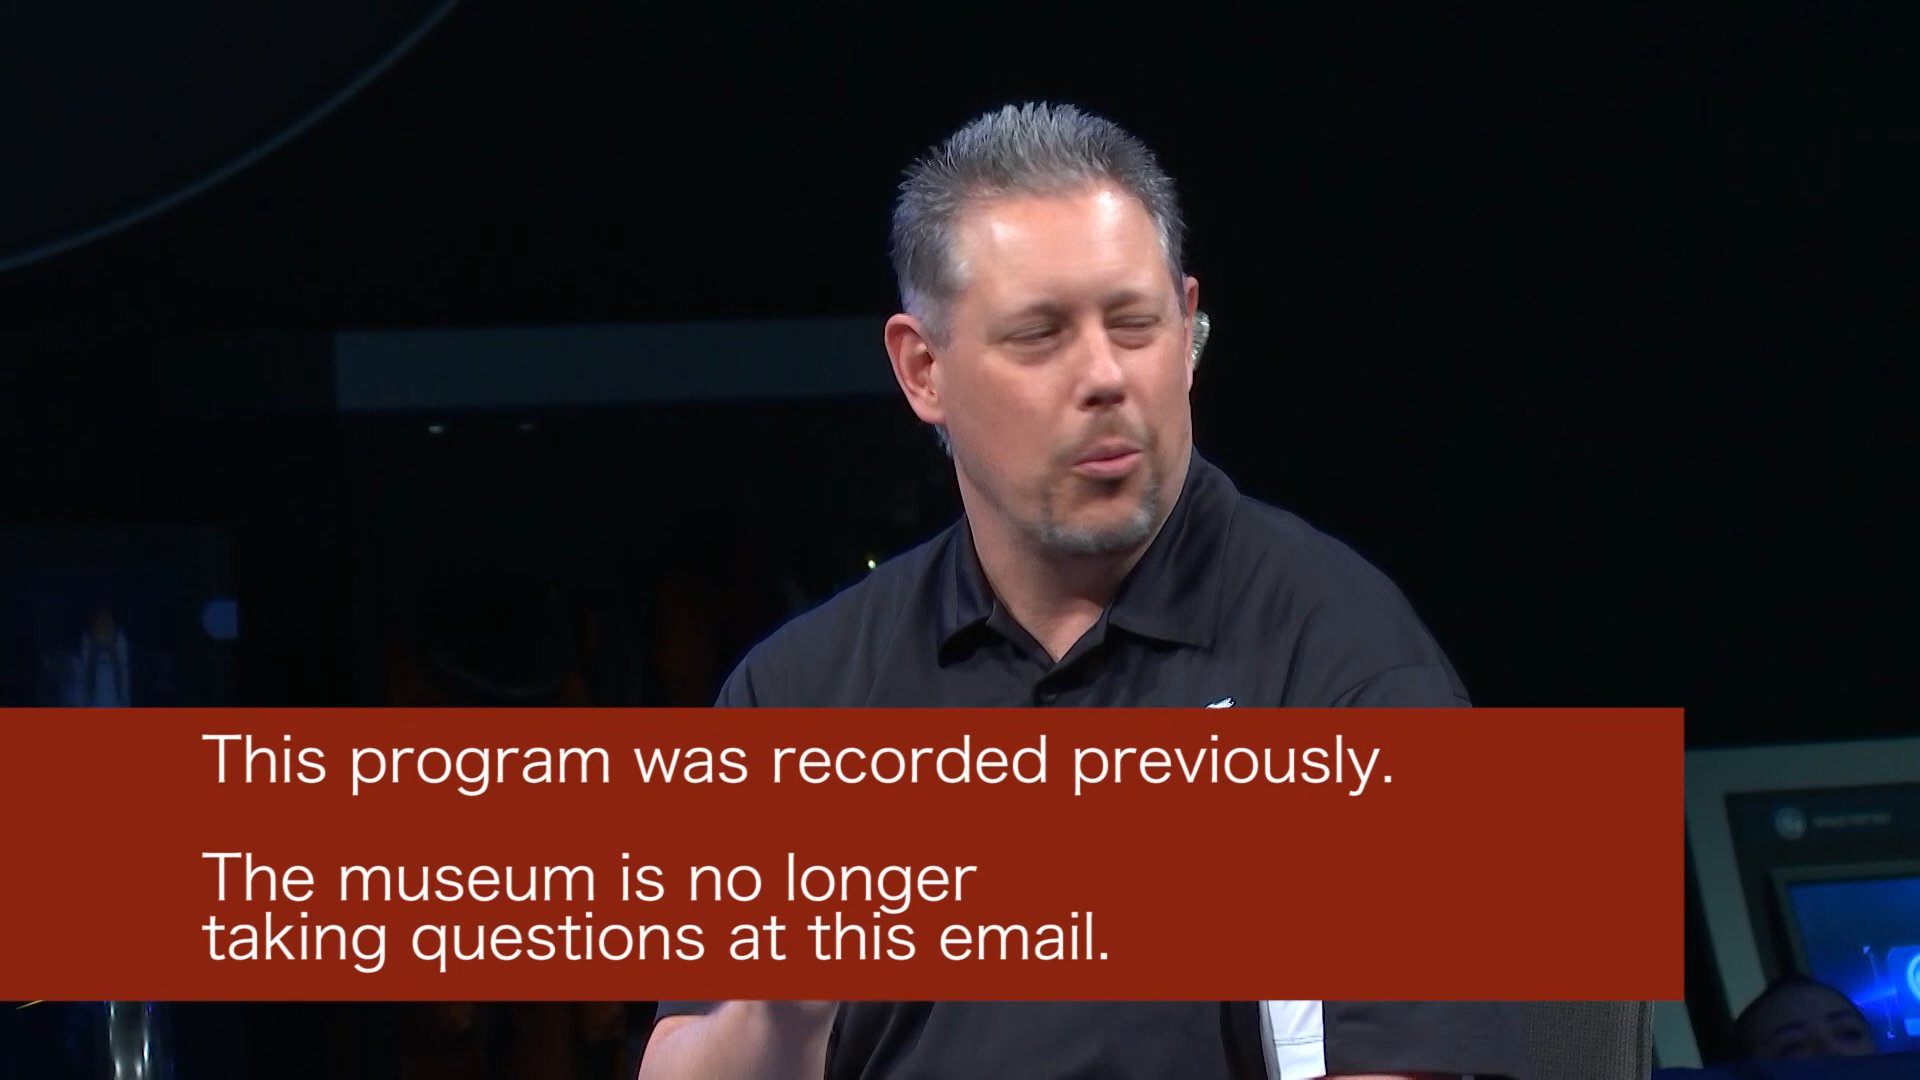 This program was recorded previously.
The museum is no longer
taking questions at this email.